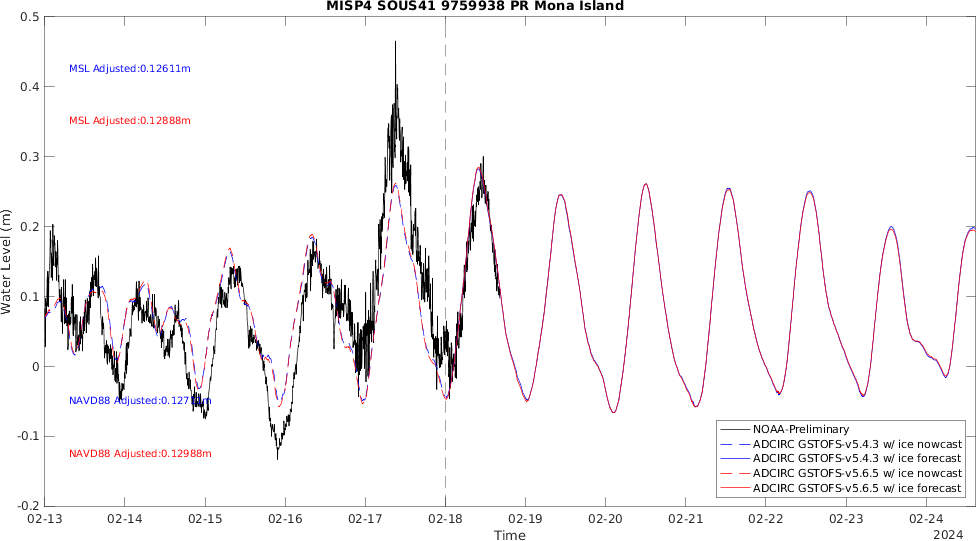 MISP4 SOUS41 9759938 PR Mona Island
0.5
0.4
0.3
0.2
0.1
0
-0.1
-0.2
Water Level (m)
MSL Adjusted:0.12611m
MSL Adjusted:0.12888m
NAVD88 Adjusted:0.127
NAVD88 Adjusted:0.12988m
NOAA-Preliminary
ADCIRC GSTOFS-v5.4.3 w/ ice nowcast
ADCIRC GSTOFS-v5.4.3 w/ ice forecast
ADCIRC GSTOFS-v5.6.5 w/ ice nowcast
ADCIRC GSTOFS-v5.6.5 w/ ice forecast
02-13 02-14 02-15 02-16 02-17 02-18 02-19 02-20 02-21 02-22 02-23 02-24
Time
2024